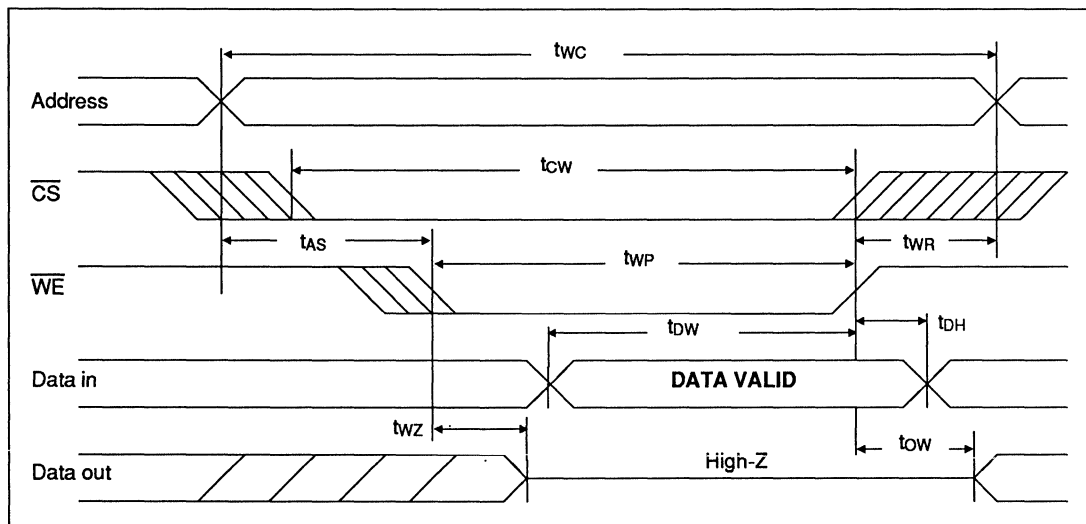 tWC
Address
tCW
CS
tAS
tWR
tWP
WE
tDW
tDH
Data in
DATA VALID
tWZ
tOW
High-Z
Data out